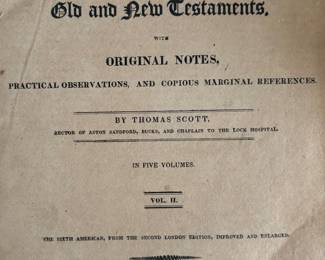 Old and New Testaments,
WITH
ORIGINAL NOTES,
PRACTICAL OBSERVATIONS, AND COPIOUS MARGINAL REFERENCES.
BY THOMAS SCOTT,
RECTOR OF ASTON SANDFORD, BUCKS, AND CHAPLAIN TO THE LOCK HOSPITAL.
IN FIVE VOLUMES.
VOL. II.
THE SIXTH AMERICAN, FROM THE SECOND LONDON EDITION, IMPROVED AND ENLARGED.